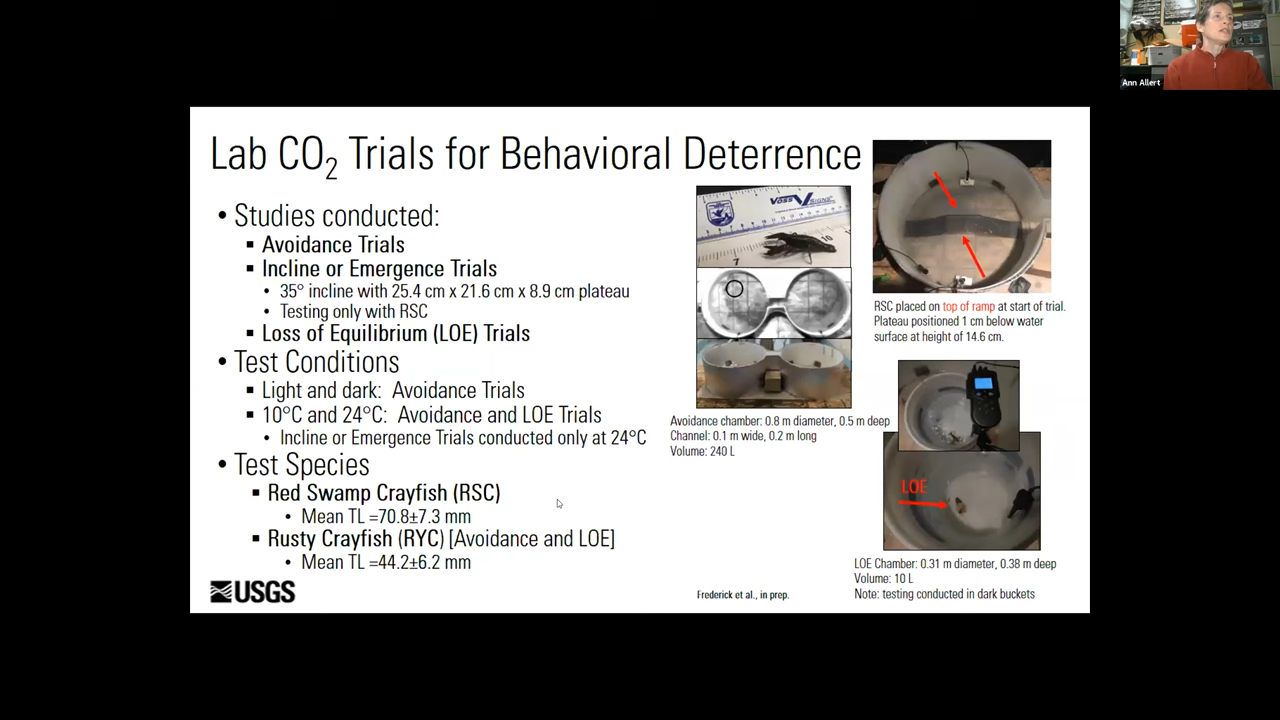 Ann Allert
Lab CO2 Trials for Behavioral Deterrence
• Studies conducted:
▪ Avoidance Trials
▪ Incline or Emergence Trials
• 35° incline with 25.4 cm x 21.6 cm x 8.9 cm plateau
• Testing only with RSC
▪ Loss of Equilibrium (LOE) Trials
• Test Conditions
▪ Light and dark: Avoidance Trials
▪ 10°C and 24°C: Avoidance and LOE Trials
• Incline or Emergence Trials conducted only at 24°C
• Test Species
▪ Red Swamp Crayfish (RSC)
• Mean TL =70.8±7.3 mm
▪ Rusty Crayfish (RYC) [Avoidance and LOE]
• Mean TL =44.2±6.2 mm
USGS
VOSS SIGNS
7
10
Avoidance chamber: 0.8 m diameter, 0.5 m deep
Channel: 0.1 m wide, 0.2 m long
Volume: 240 L
RSC placed on top of ramp at start of trial.
Plateau positioned 1 cm below water
surface at height of 14.6 cm.
LOE
LOE Chamber: 0.31 m diameter, 0.38 m deep
Volume: 10 L
Note: testing conducted in dark buckets
Frederick et al., in prep.